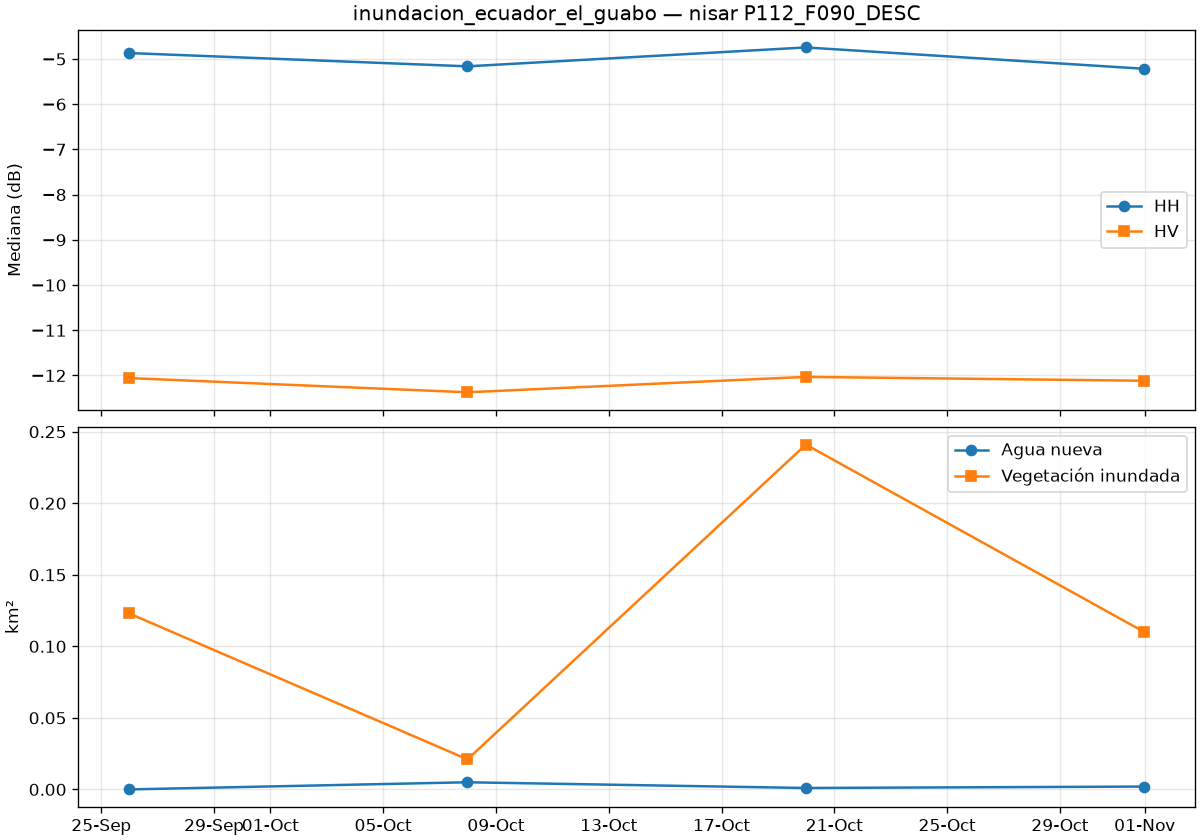 inundacion_ecuador_el_guabo — nisar P112_F090_DESC
−5
−6
−7
−8
−9
−10
−11
−12
Mediana (dB)
HH
HV
0.25
0.20
0.15
0.10
0.05
0.00
km²
Agua nueva
Vegetación inundada
25-Sep 29-Sep 01-Oct 05-Oct 09-Oct 13-Oct 17-Oct 21-Oct 25-Oct 29-Oct 01-Nov